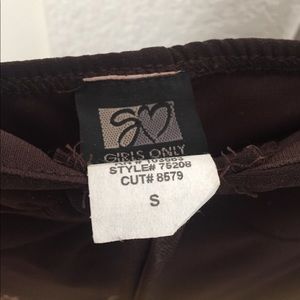 GIRLS ONLY
STYLE# 75208
CUT# 8579
S